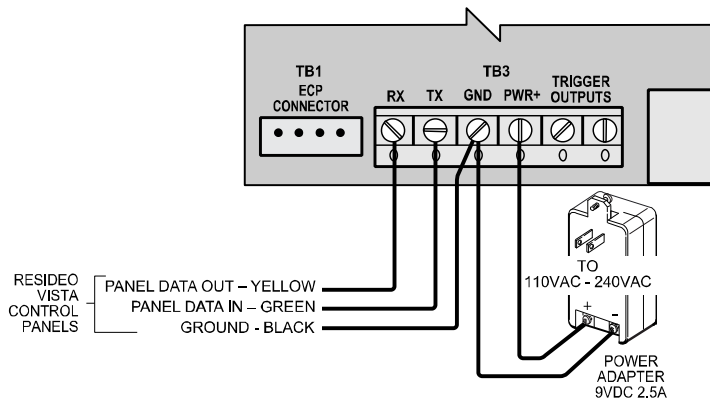 TB1
ECP
CONNECTOR
TB3
RX TX GND PWR+
TRIGGER
OUTPUTS
RESIDEO
VISTA
CONTROL
PANELS
PANEL DATA OUT – YELLOW
PANEL DATA IN – GREEN
GROUND - BLACK
TO
110VAC - 240VAC
+ -
POWER
ADAPTER
9VDC 2.5A